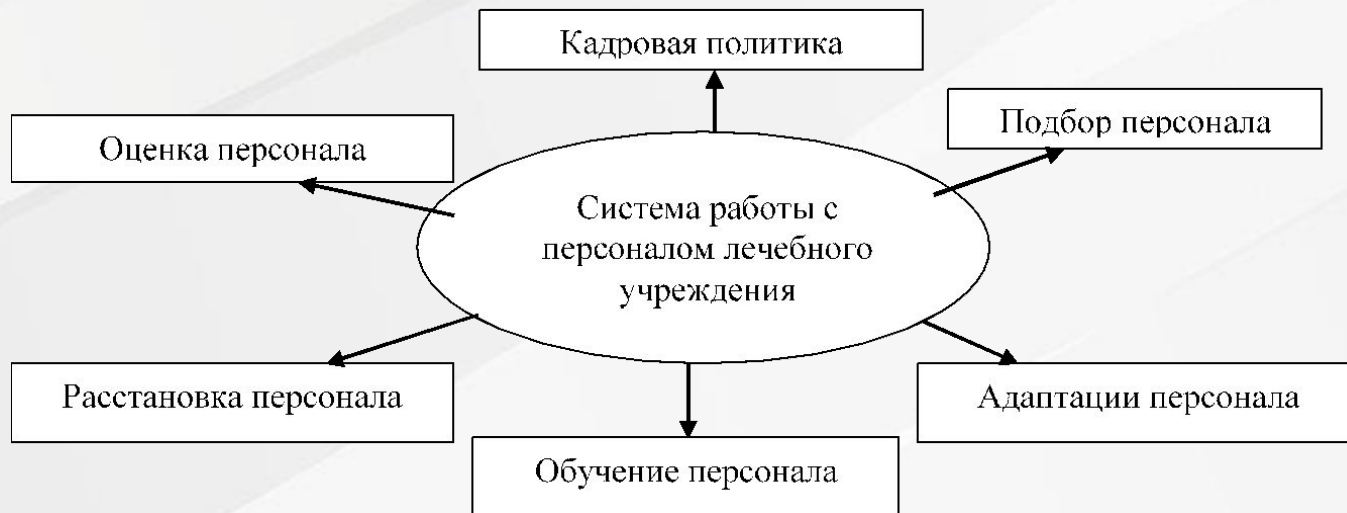 Кадровая политика
Подбор персонала
Оценка персонала
Система работы с
персоналом лечебного
учреждения
Расстановка персонала
Адаптации персонала
Обучение персонала